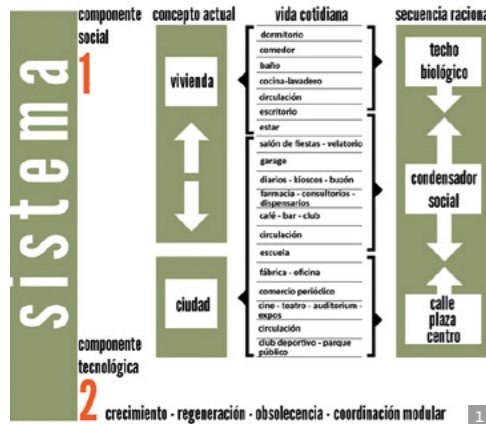 sistema
componente
social
1
concepto actual
vivienda
ciudad
vida cotidiana
dormitorio
comedor
baño
cocina-lavadero
circulación
escritorio
estar
salón de fiestas - velatorio
garage
diarios - kioscos - buzón
farmacia - consultorios -
dispensarios
café - bar - club
circulación
escuela
fábrica - oficina
comercio periódico
cine - teatro - auditorium -
expos
circulación
club deportivo - parque
público
secuencia raciona
techo
biológico
condensador
social
calle
plaza
centro
componente
tecnológica
2
crecimiento - regeneración - obsolecencia - coordinación modular
1